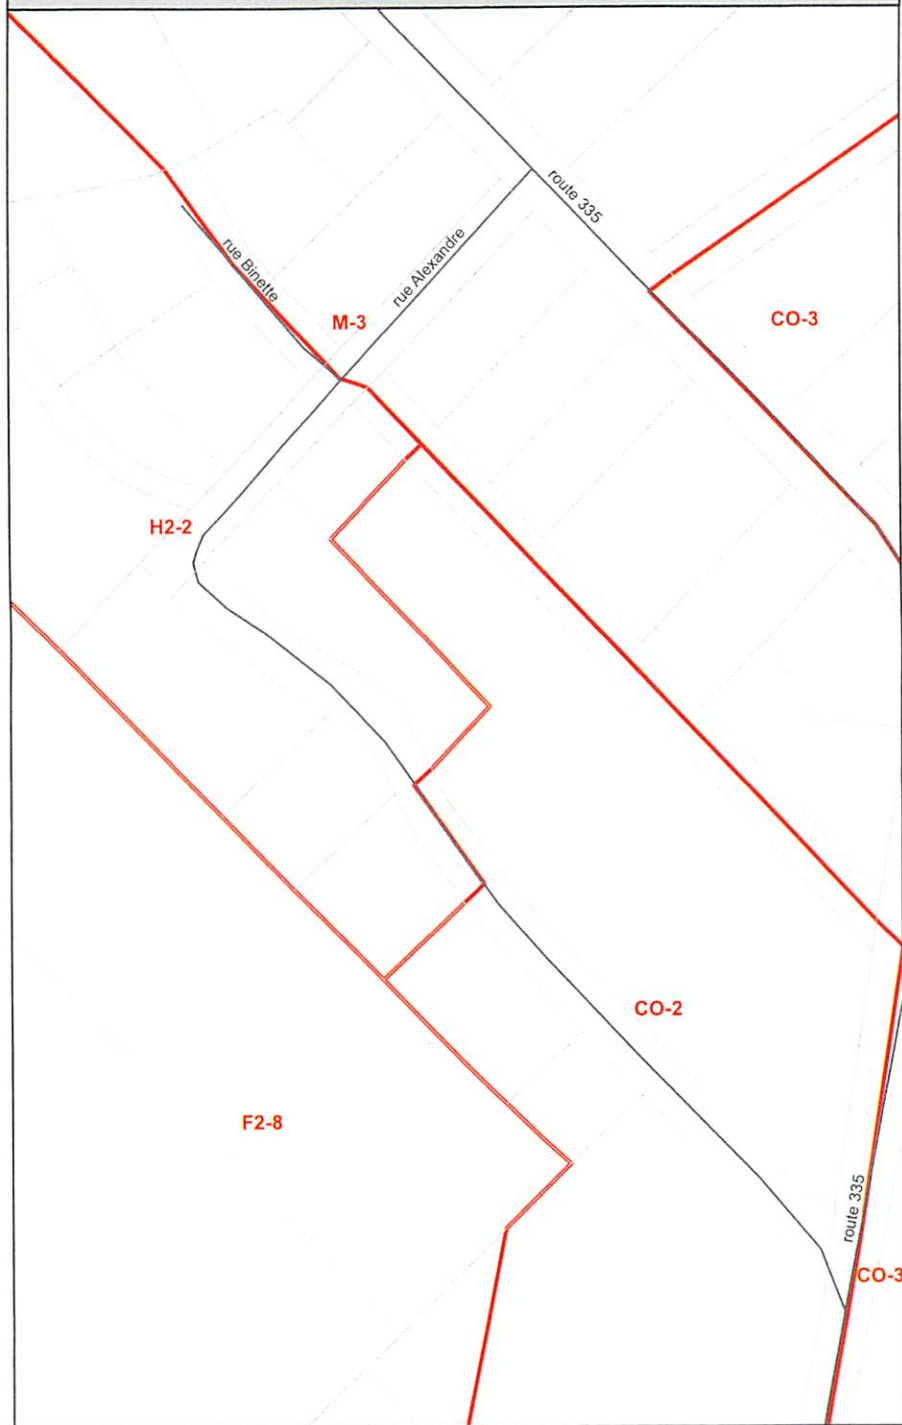 route 335
rue Alexandre
rue Binette
M-3
CO-3
H2-2
CO-2
F2-8
route 335
CO-3